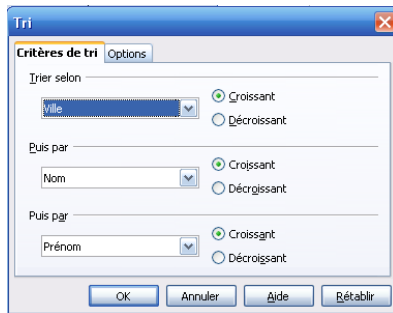 Tri
Critères de tri Options
Trier selon
Ville
Croissant
Décroissant
Puis par
Nom
Croissant
Décroissant
Puis par
Prénom
Croissant
Décroissant
OK Annuler Aide Rétablir